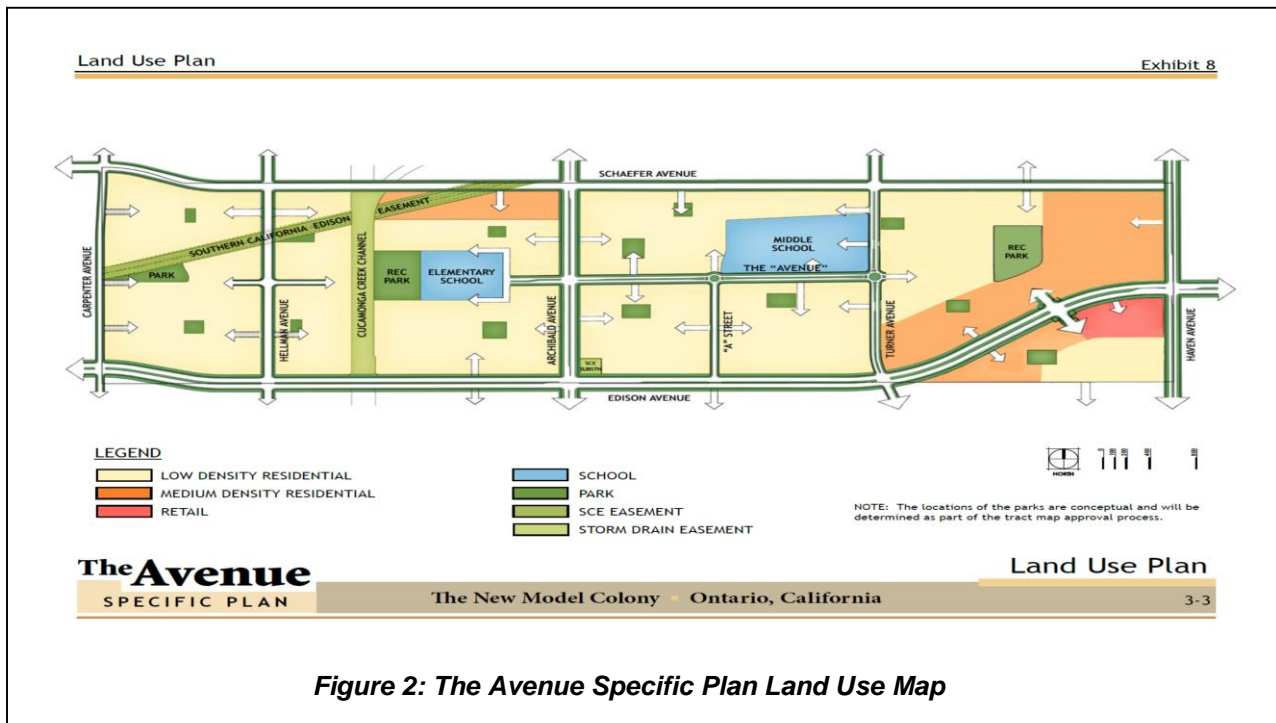 Land Use Plan
Exhibit 8
SCHAEFER AVENUE
SOUTHERN CALIFORNIA EDISON EASEMENT
PARK
CARPENTER AVENUE
HELLMAN AVENUE
CUCAMONGA CREEK CHANNEL
REC
PARK
ELEMENTARY
SCHOOL
ARCHIBALD AVENUE
MIDDLE
SCHOOL
THE "AVENUE"
"A" STREET
TURNER AVENUE
REC
PARK
HAVEN AVENUE
SCE
SUBSTN
EDISON AVENUE
LEGEND
LOW DENSITY RESIDENTIAL
MEDIUM DENSITY RESIDENTIAL
RETAIL
SCHOOL
PARK
SCE EASEMENT
STORM DRAIN EASEMENT
NORTH
0 100 200 400 800
NOTE: The locations of the parks are conceptual and will be
determined as part of the tract map approval process.
The Avenue
SPECIFIC PLAN
The New Model Colony Ontario, California
Land Use Plan
3-3
Figure 2: The Avenue Specific Plan Land Use Map